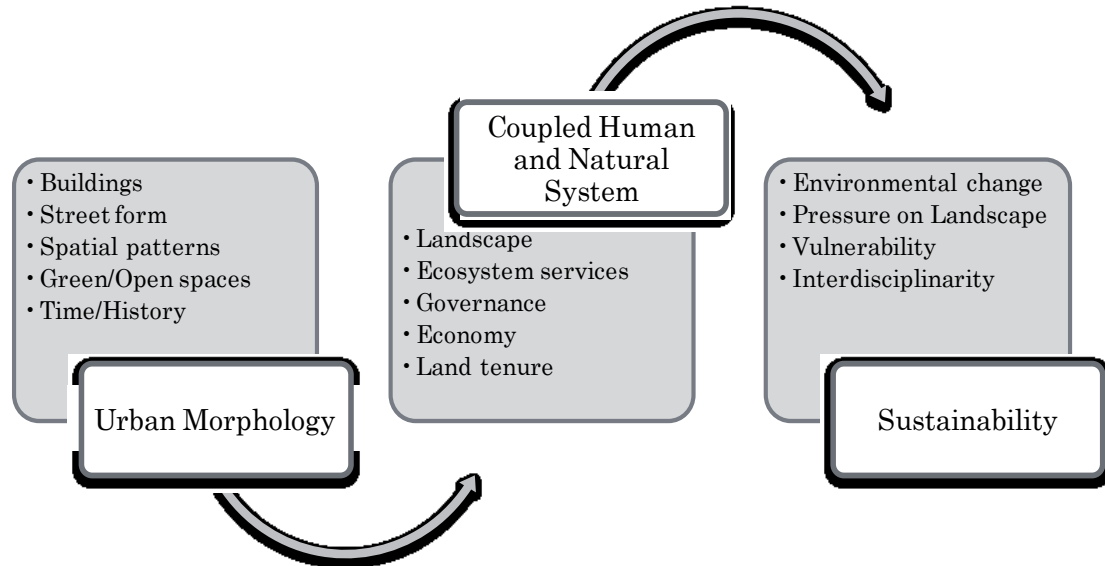 • Buildings
• Street form
• Spatial patterns
• Green/Open spaces
• Time/History
Urban Morphology
Coupled Human
and Natural
System
• Landscape
• Ecosystem services
• Governance
• Economy
• Land tenure
• Environmental change
• Pressure on Landscape
• Vulnerability
• Interdisciplinarity
Sustainability